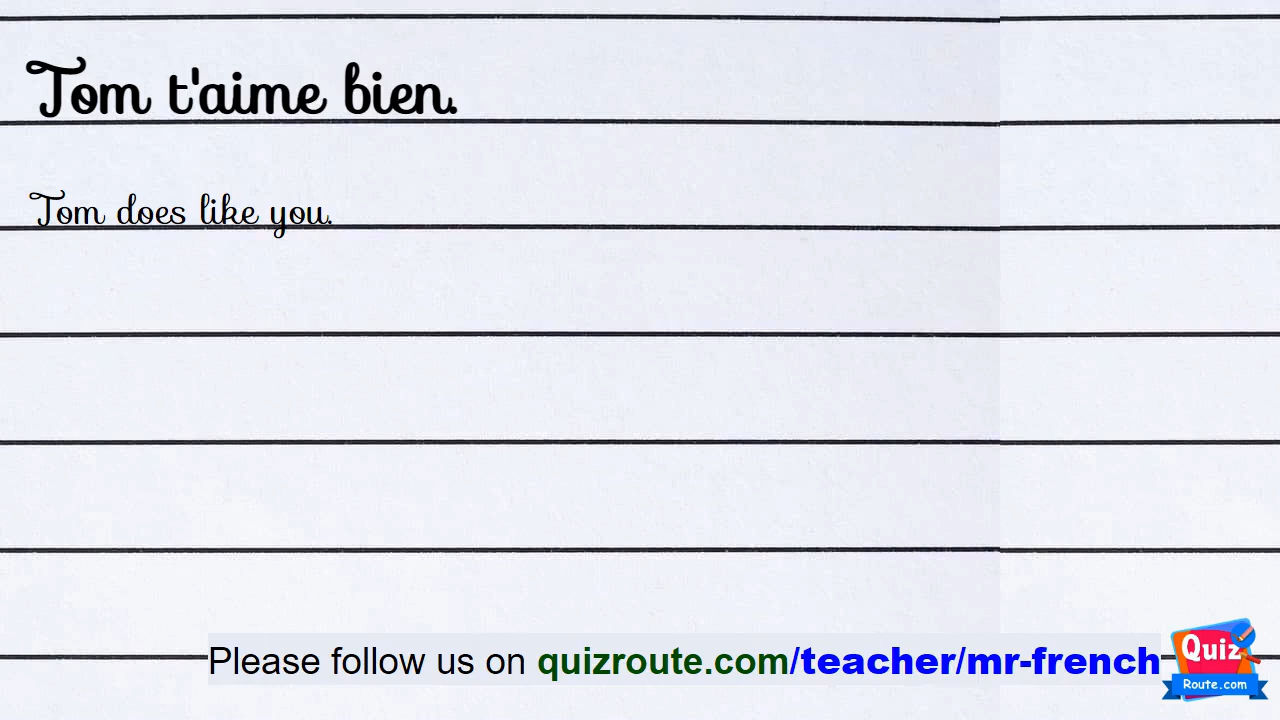 Tom t'aime bien.
Tom does like you.
Please follow us on quizroute.com/teacher/mr-french
Quiz
Route.com